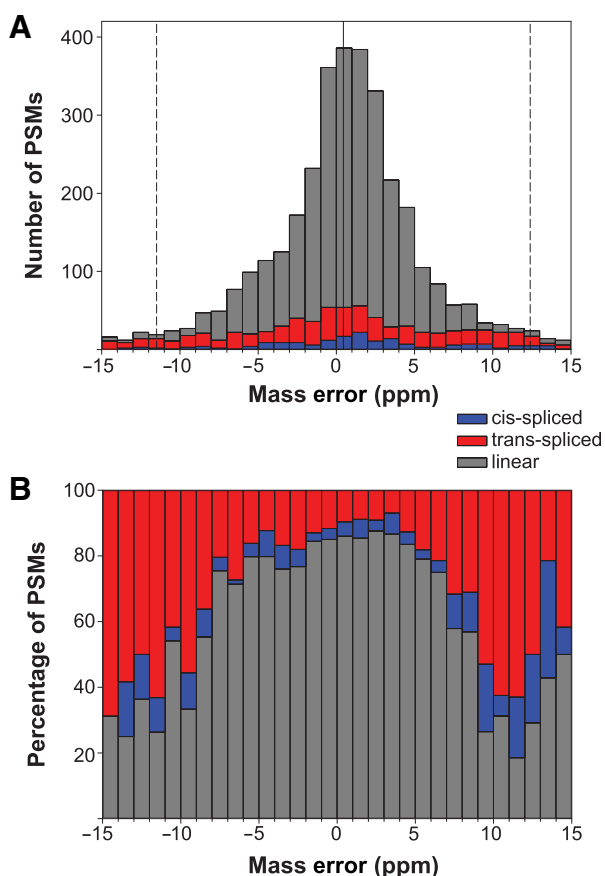 A
400
300
200
100
Number of PSMs
−15 −10 −5 0 5 10 15
Mass error (ppm)
cis-spliced
trans-spliced
linear
B
100
80
60
40
20
Percentage of PSMs
−15 −10 −5 0 5 10 15
Mass error (ppm)